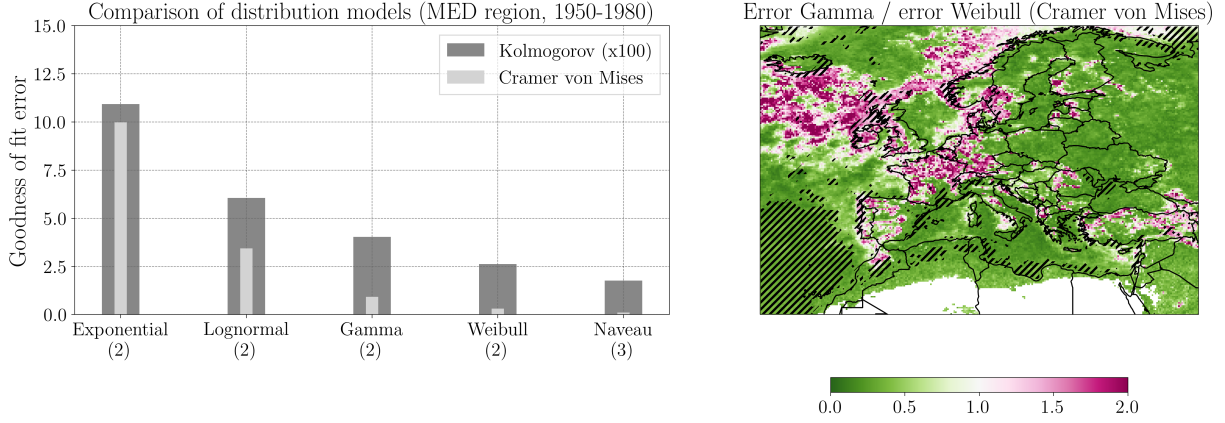 Comparison of distribution models (MED region, 1950-1980)
Goodness of fit error
15.0
12.5
10.0
7.5
5.0
2.5
0.0
Kolmogorov (x100)
Cramer von Mises
Exponential
(2)
Lognormal
(2)
Gamma
(2)
Weibull
(2)
Naveau
(3)
Error Gamma / error Weibull (Cramer von Mises)
0.0 0.5 1.0 1.5 2.0